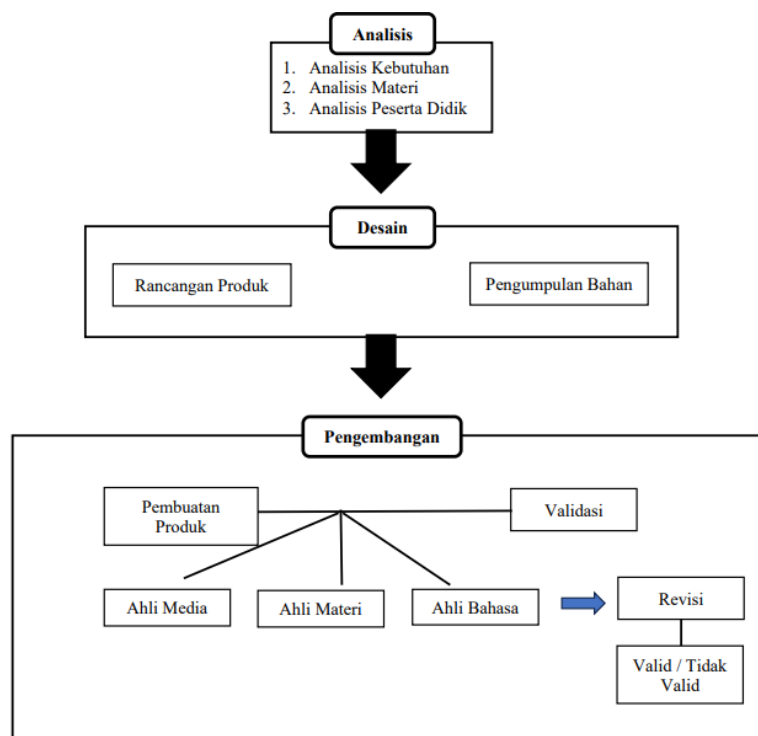 Analisis
1. Analisis Kebutuhan
2. Analisis Materi
3. Analisis Peserta Didik
Desain
Rancangan Produk
Pengumpulan Bahan
Pengembangan
Pembuatan
Produk
Validasi
Ahli Media
Ahli Materi
Ahli Bahasa
Revisi
Valid / Tidak
Valid